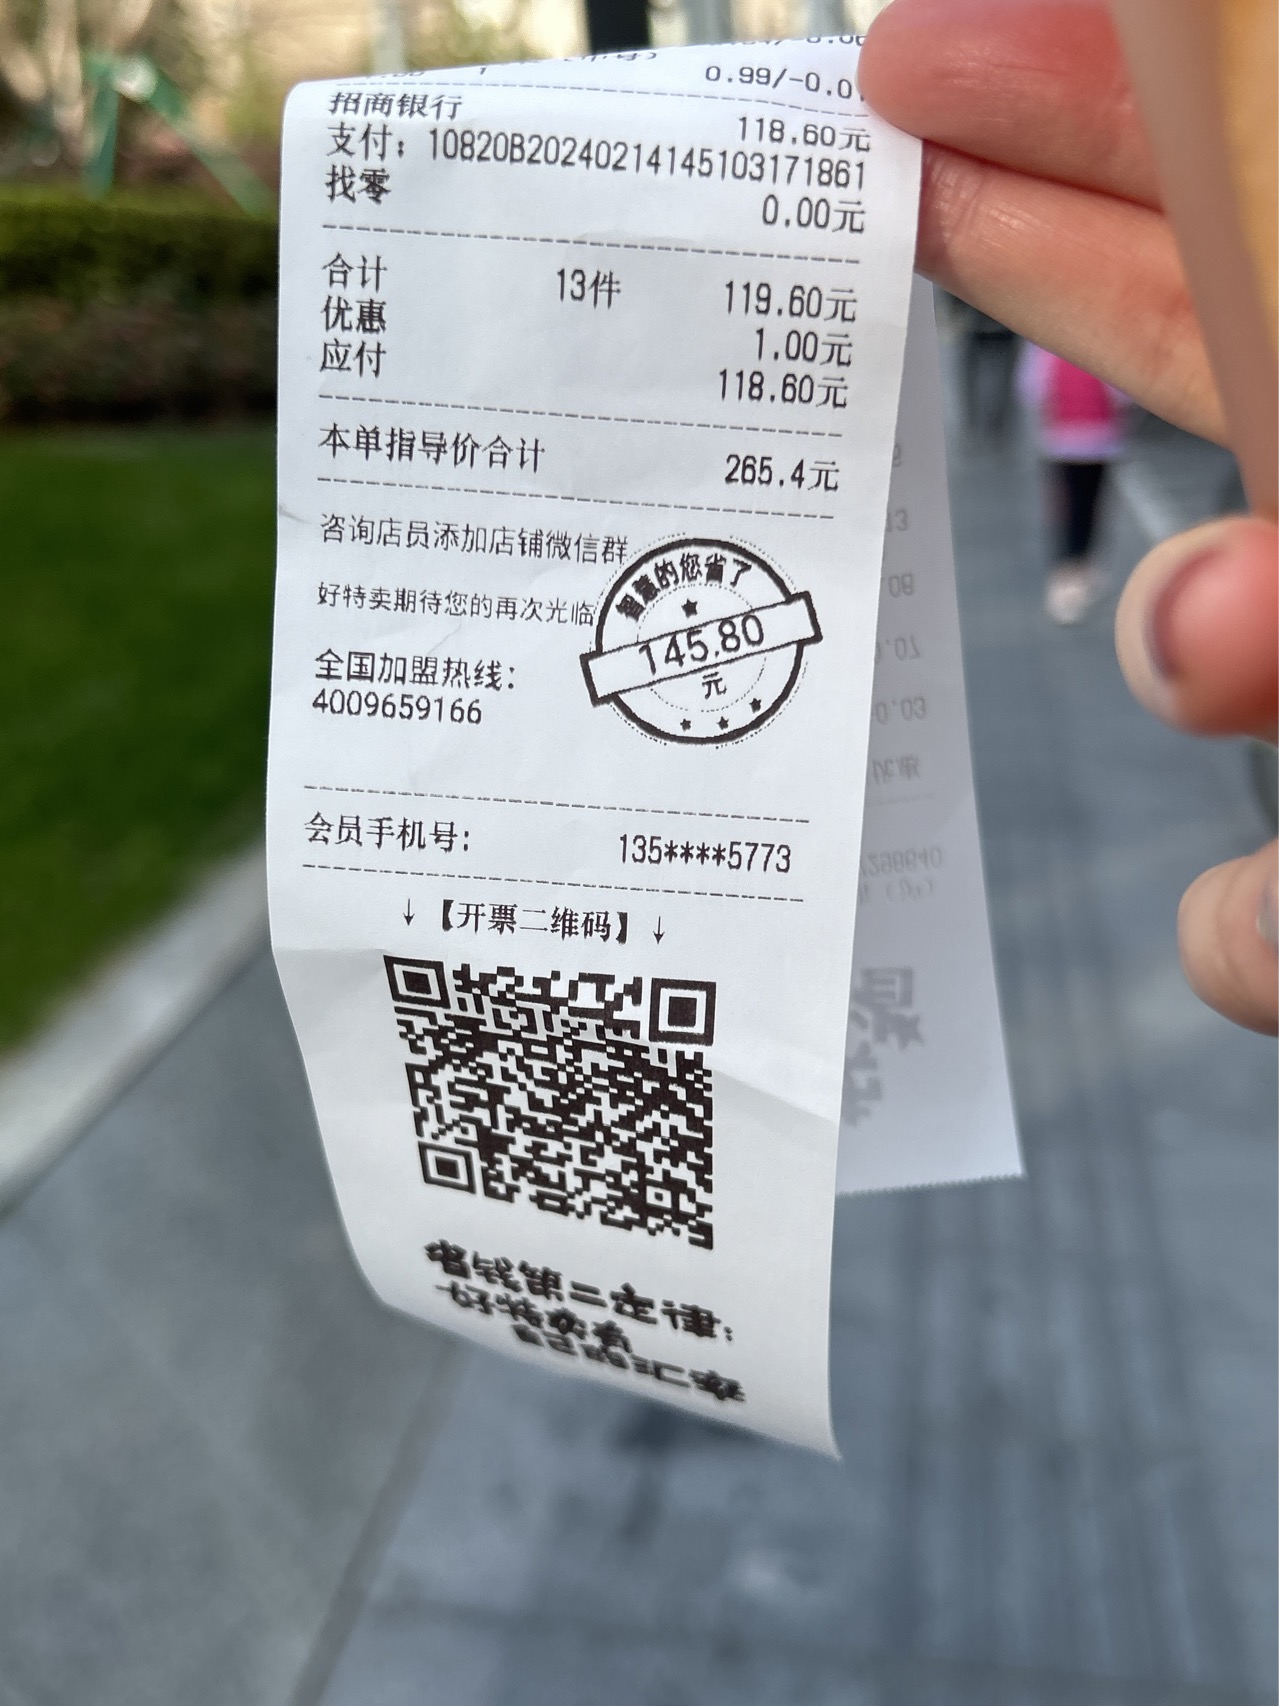 0.99/-0.0
招商银行 118.60元
支付：10820B20240214145103171861
找零 0.00元
合计 13件 119.60元
优惠 1.00元
应付 118.60元
本单指导价合计 265.4元
咨询店员添加店铺微信群
好特卖期待您的再次光临
智慧的您省了
145.80
元
全国加盟热线：
4009659166
会员手机号： 135****5773
↓【开票二维码】↓
省钱第二定律：